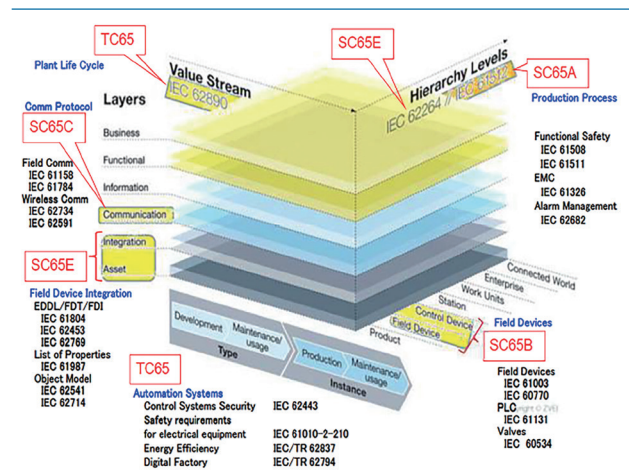 TC65
SC65E
SC65A
Plant Life Cycle
Value Stream
IEC 62890
Hierarchy Levels
IEC 62264 // IEC 61512
Production Process
Comm Protocol
Layers
SC65C
Business
Functional
Information
Communication
Integration
Asset
Field Comm
IEC 61158
IEC 61784
Wireless Comm
IEC 62734
IEC 62591
SC65E
Functional Safety
IEC 61508
IEC 61511
EMC
IEC 61326
Alarm Management
IEC 62682
Field Device Integration
EDDL/FDT/FDI
IEC 61804
IEC 62453
IEC 62769
List of Properties
IEC 61987
Object Model
IEC 62541
IEC 62714
Connected World
Enterprise
Work Units
Station
Control Device
Field Device
Product
Development
Maintenance/
usage
Type
Production
Maintenance/
usage
Instance
Field Devices
SC65B
Field Devices
IEC 61003
IEC 60770
PLC
Copyright © ZVEI
IEC 61131
Valves
IEC 60534
TC65
Automation Systems
Control Systems Security IEC 62443
Safety requirements
for electrical equipment IEC 61010-2-210
Energy Efficiency IEC/TR 62837
Digital Factory IEC/TR 62794